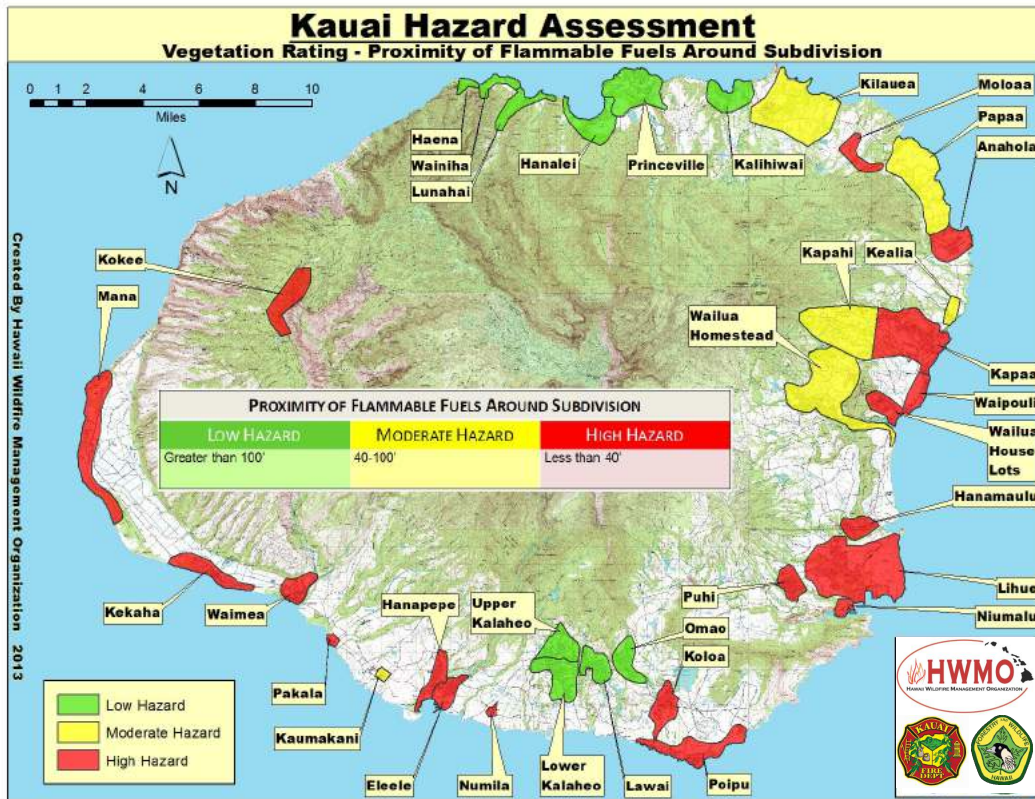 Kauai Hazard Assessment
Vegetation Rating - Proximity of Flammable Fuels Around Subdivision
0 1 2 4 6 8 10
Miles
N
Haena
Wainiha
Lunahai
Hanalei
Princeville
Kalihiwai
Kilauea
Moloaa
Papaa
Anahola
Kapahi
Kealia
Wailua
Homestead
Kokee
Mana
Kapaa
Waipouli
Wailua
House
Lots
Hanamaulu
Lihue
Niumalu
Puhi
PROXIMITY OF FLAMMABLE FUELS AROUND SUBDIVISION
LOW HAZARD
MODERATE HAZARD
HIGH HAZARD
Greater than 100'
40-100'
Less than 40'
Kekaha
Waimea
Hanapepe
Upper
Kalaheo
Omao
Koloa
Pakala
Kaumakani
Eleele
Numila
Lower
Kalaheo
Lawai
Poipu
Low Hazard
Moderate Hazard
High Hazard
Created By Hawaii Wildfire Management Organization 2013
HWMO
HAWAII WILDFIRE MANAGEMENT ORGANIZATION
KAUAI
FIRE
DEPT
FORESTRY AND WILDLIFE
HAWAII